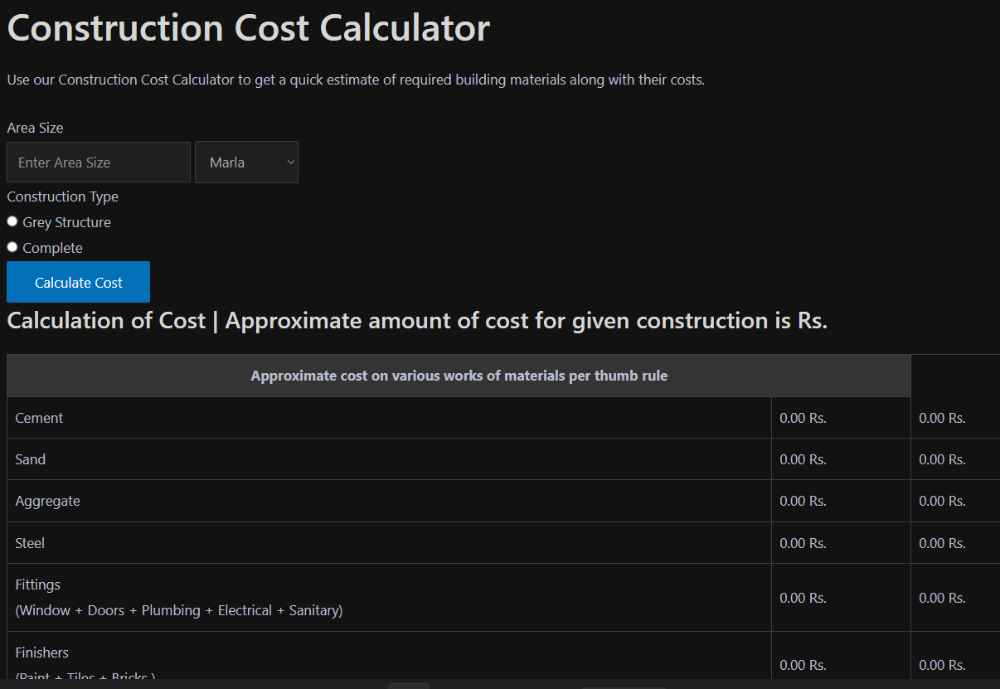 Construction Cost Calculator
Use our Construction Cost Calculator to get a quick estimate of required building materials along with their costs.
Area Size
Enter Area Size Marla
Construction Type
Grey Structure
Complete
Calculate Cost
Calculation of Cost | Approximate amount of cost for given construction is Rs.
Approximate cost on various works of materials per thumb rule
Cement 0.00 Rs. 0.00 Rs.
Sand 0.00 Rs. 0.00 Rs.
Aggregate 0.00 Rs. 0.00 Rs.
Steel 0.00 Rs. 0.00 Rs.
Fittings
(Window + Doors + Plumbing + Electrical + Sanitary) 0.00 Rs. 0.00 Rs.
Finishers
(Paint + Tiles + Bricks ) 0.00 Rs. 0.00 Rs.